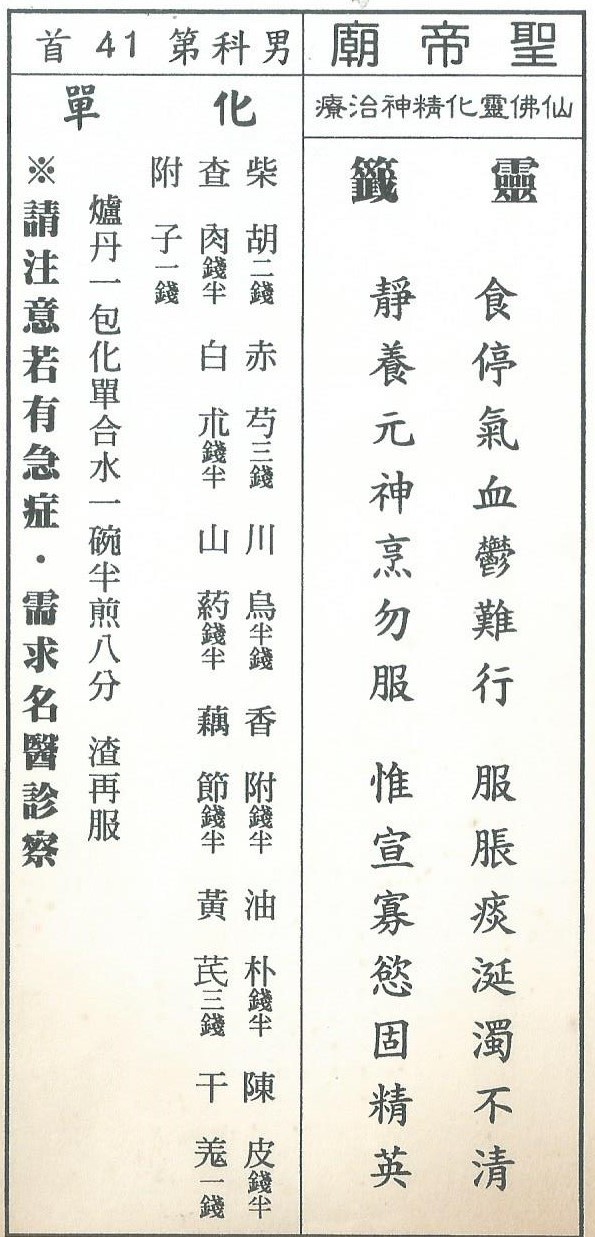 聖帝廟
仙佛靈化精神治療
靈籤
食停氣血鬱難行　服脹痰涎濁不清
靜養元神烹勿服　惟宣寡慾固精英
男科第41首
化單
柴胡二錢　赤芍三錢　川烏半錢　香附錢半　油朴錢半　陳皮錢半
查肉錢半　白朮錢半　山葯錢半　藕節錢半　黃芪三錢　干羗一錢
附子一錢
爐丹一包化單合水一碗半煎八分　渣再服
※請注意若有急症．需求名醫診察